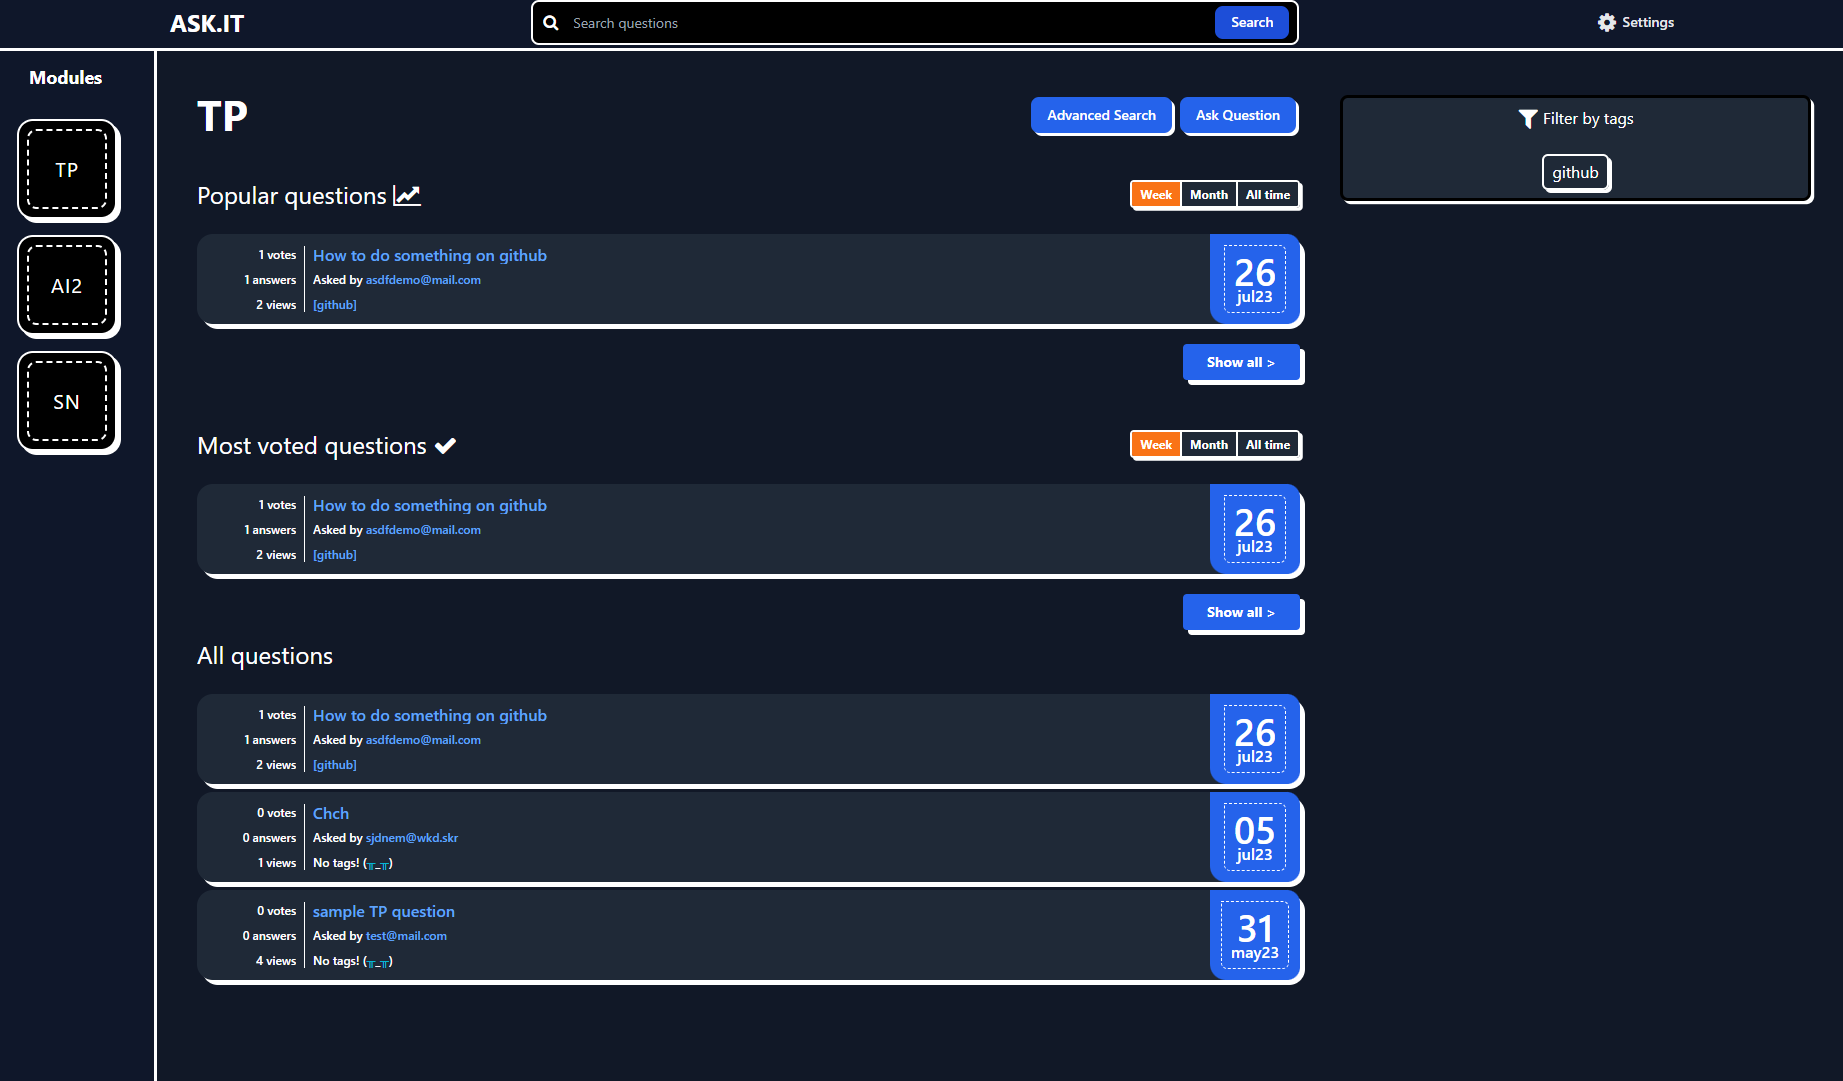 ASK.IT
Search questions
Search
Settings
Modules
TP
AI2
SN
TP
Advanced Search
Ask Question
Popular questions
Week
Month
All time
1 votes
How to do something on github
1 answers
Asked by asdfdemo@mail.com
2 views
[github]
26
jul23
Show all >
Most voted questions
Week
Month
All time
1 votes
How to do something on github
1 answers
Asked by asdfdemo@mail.com
2 views
[github]
26
jul23
Show all >
All questions
1 votes
How to do something on github
1 answers
Asked by asdfdemo@mail.com
2 views
[github]
26
jul23
0 votes
Chch
0 answers
Asked by sjdnem@wkd.skr
1 views
No tags! (╥_╥)
05
jul23
0 votes
sample TP question
0 answers
Asked by test@mail.com
4 views
No tags! (╥_╥)
31
may23
Filter by tags
github